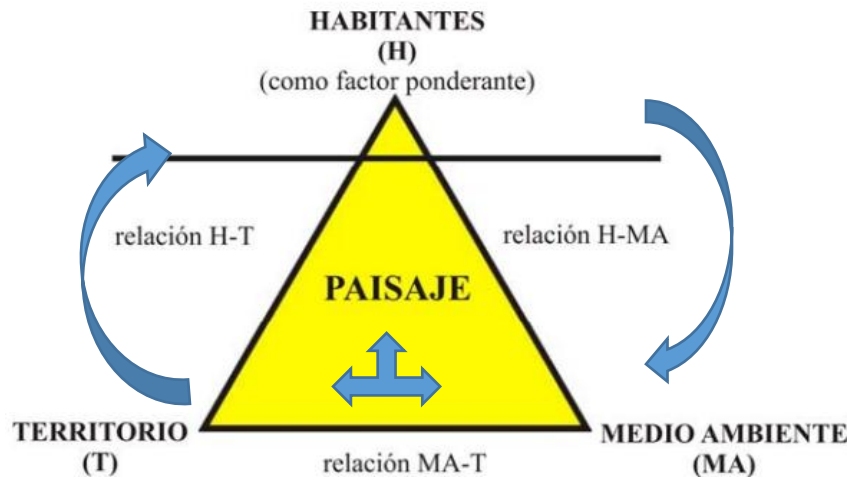 HABITANTES
(H)
(como factor ponderante)
relación H-T
relación H-MA
PAISAJE
TERRITORIO
(T)
MEDIO AMBIENTE
(MA)
relación MA-T